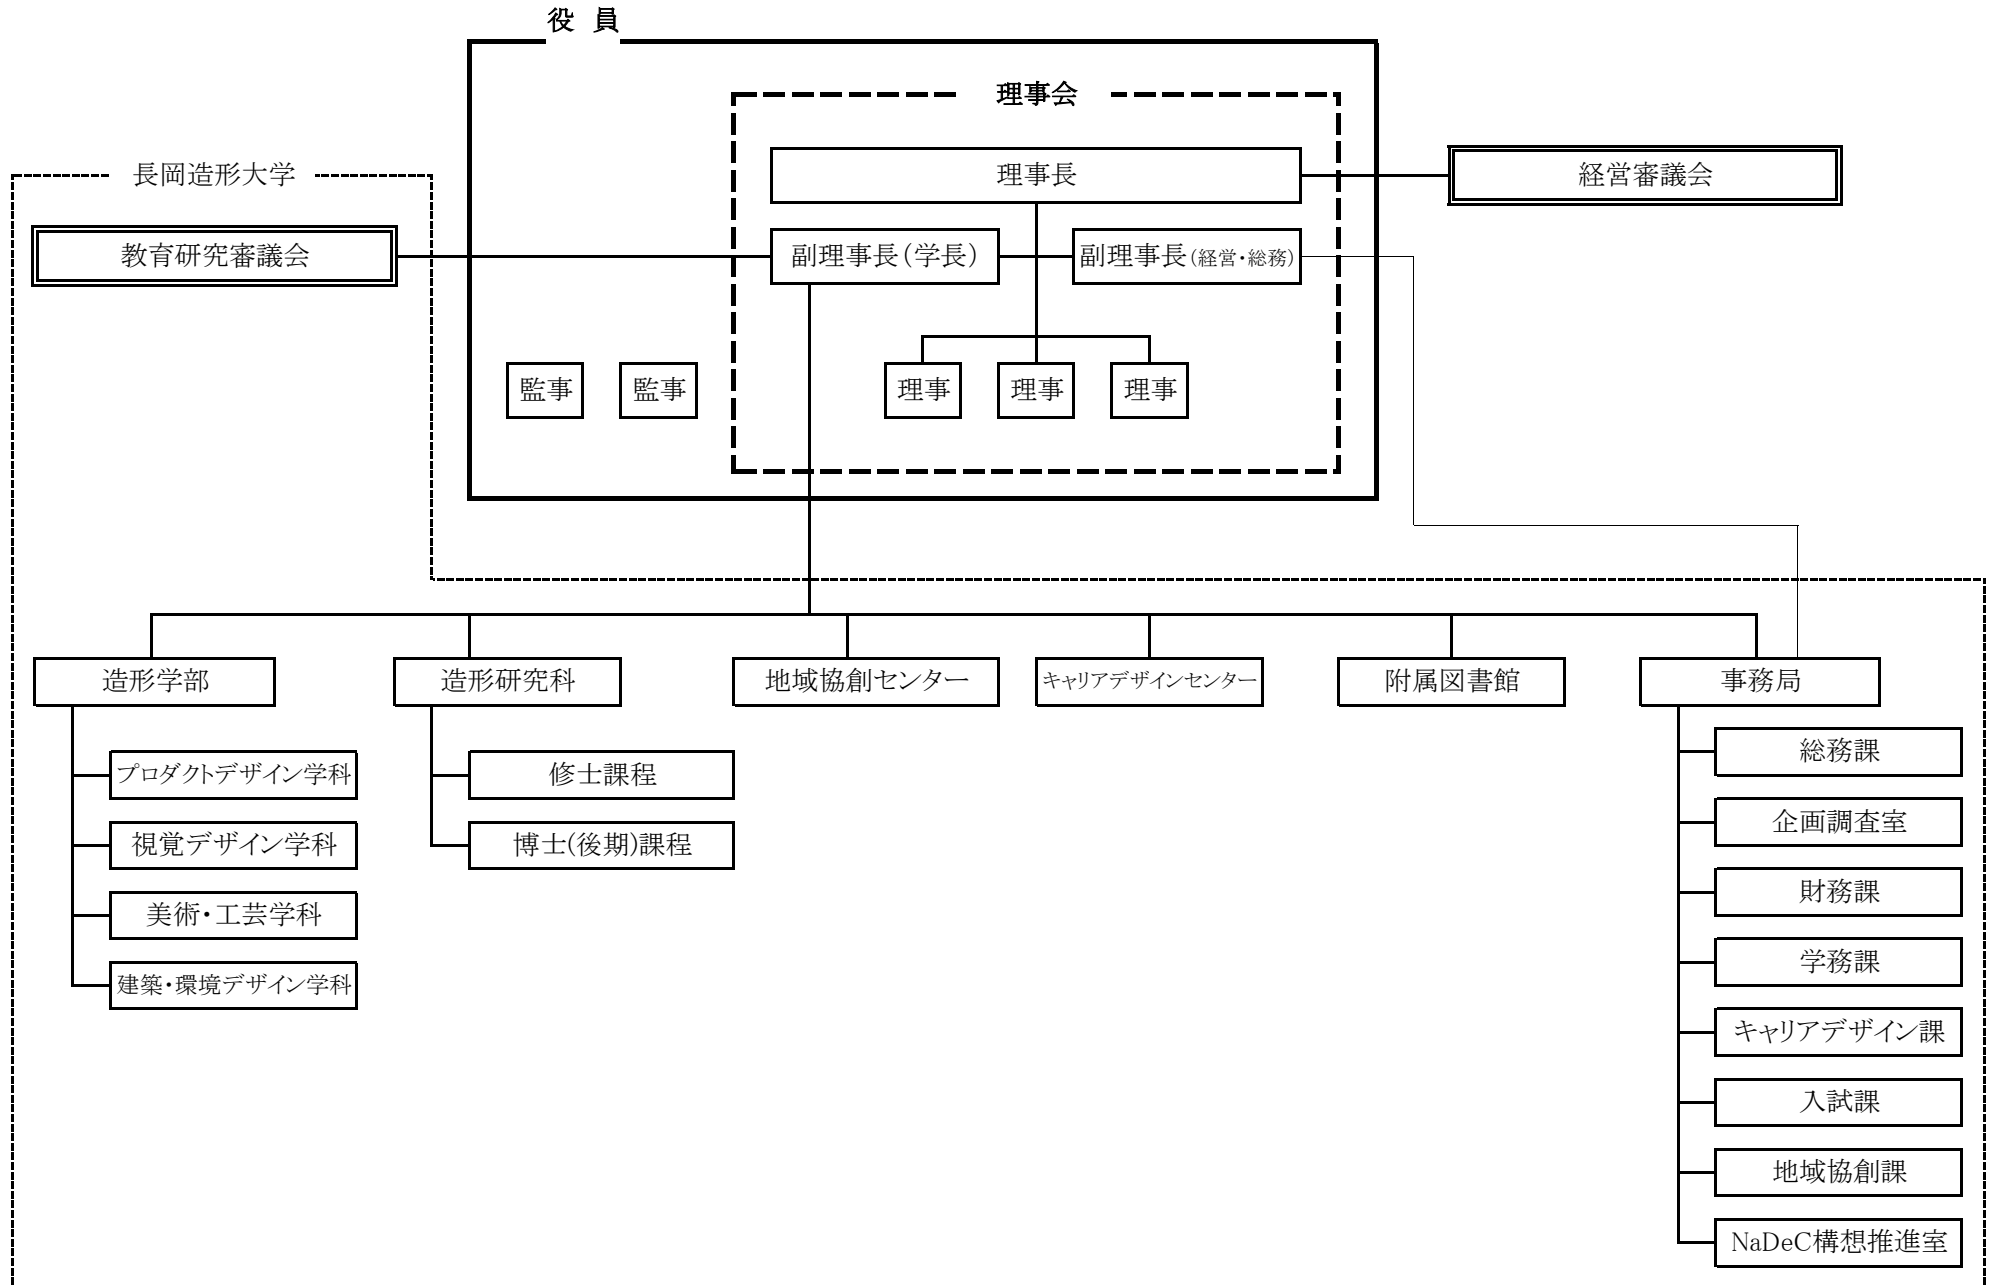 役 員
理事会
長岡造形大学
理事長
経営審議会
教育研究審議会
副理事長（学長）
副理事長（経営・総務）
監事
監事
理事
理事
理事
造形学部
造形研究科
地域協創センター
キャリアデザインセンター
附属図書館
事務局
プロダクトデザイン学科
視覚デザイン学科
美術・工芸学科
建築・環境デザイン学科
修士課程
博士(後期)課程
総務課
企画調査室
財務課
学務課
キャリアデザイン課
入試課
地域協創課
NaDeC構想推進室